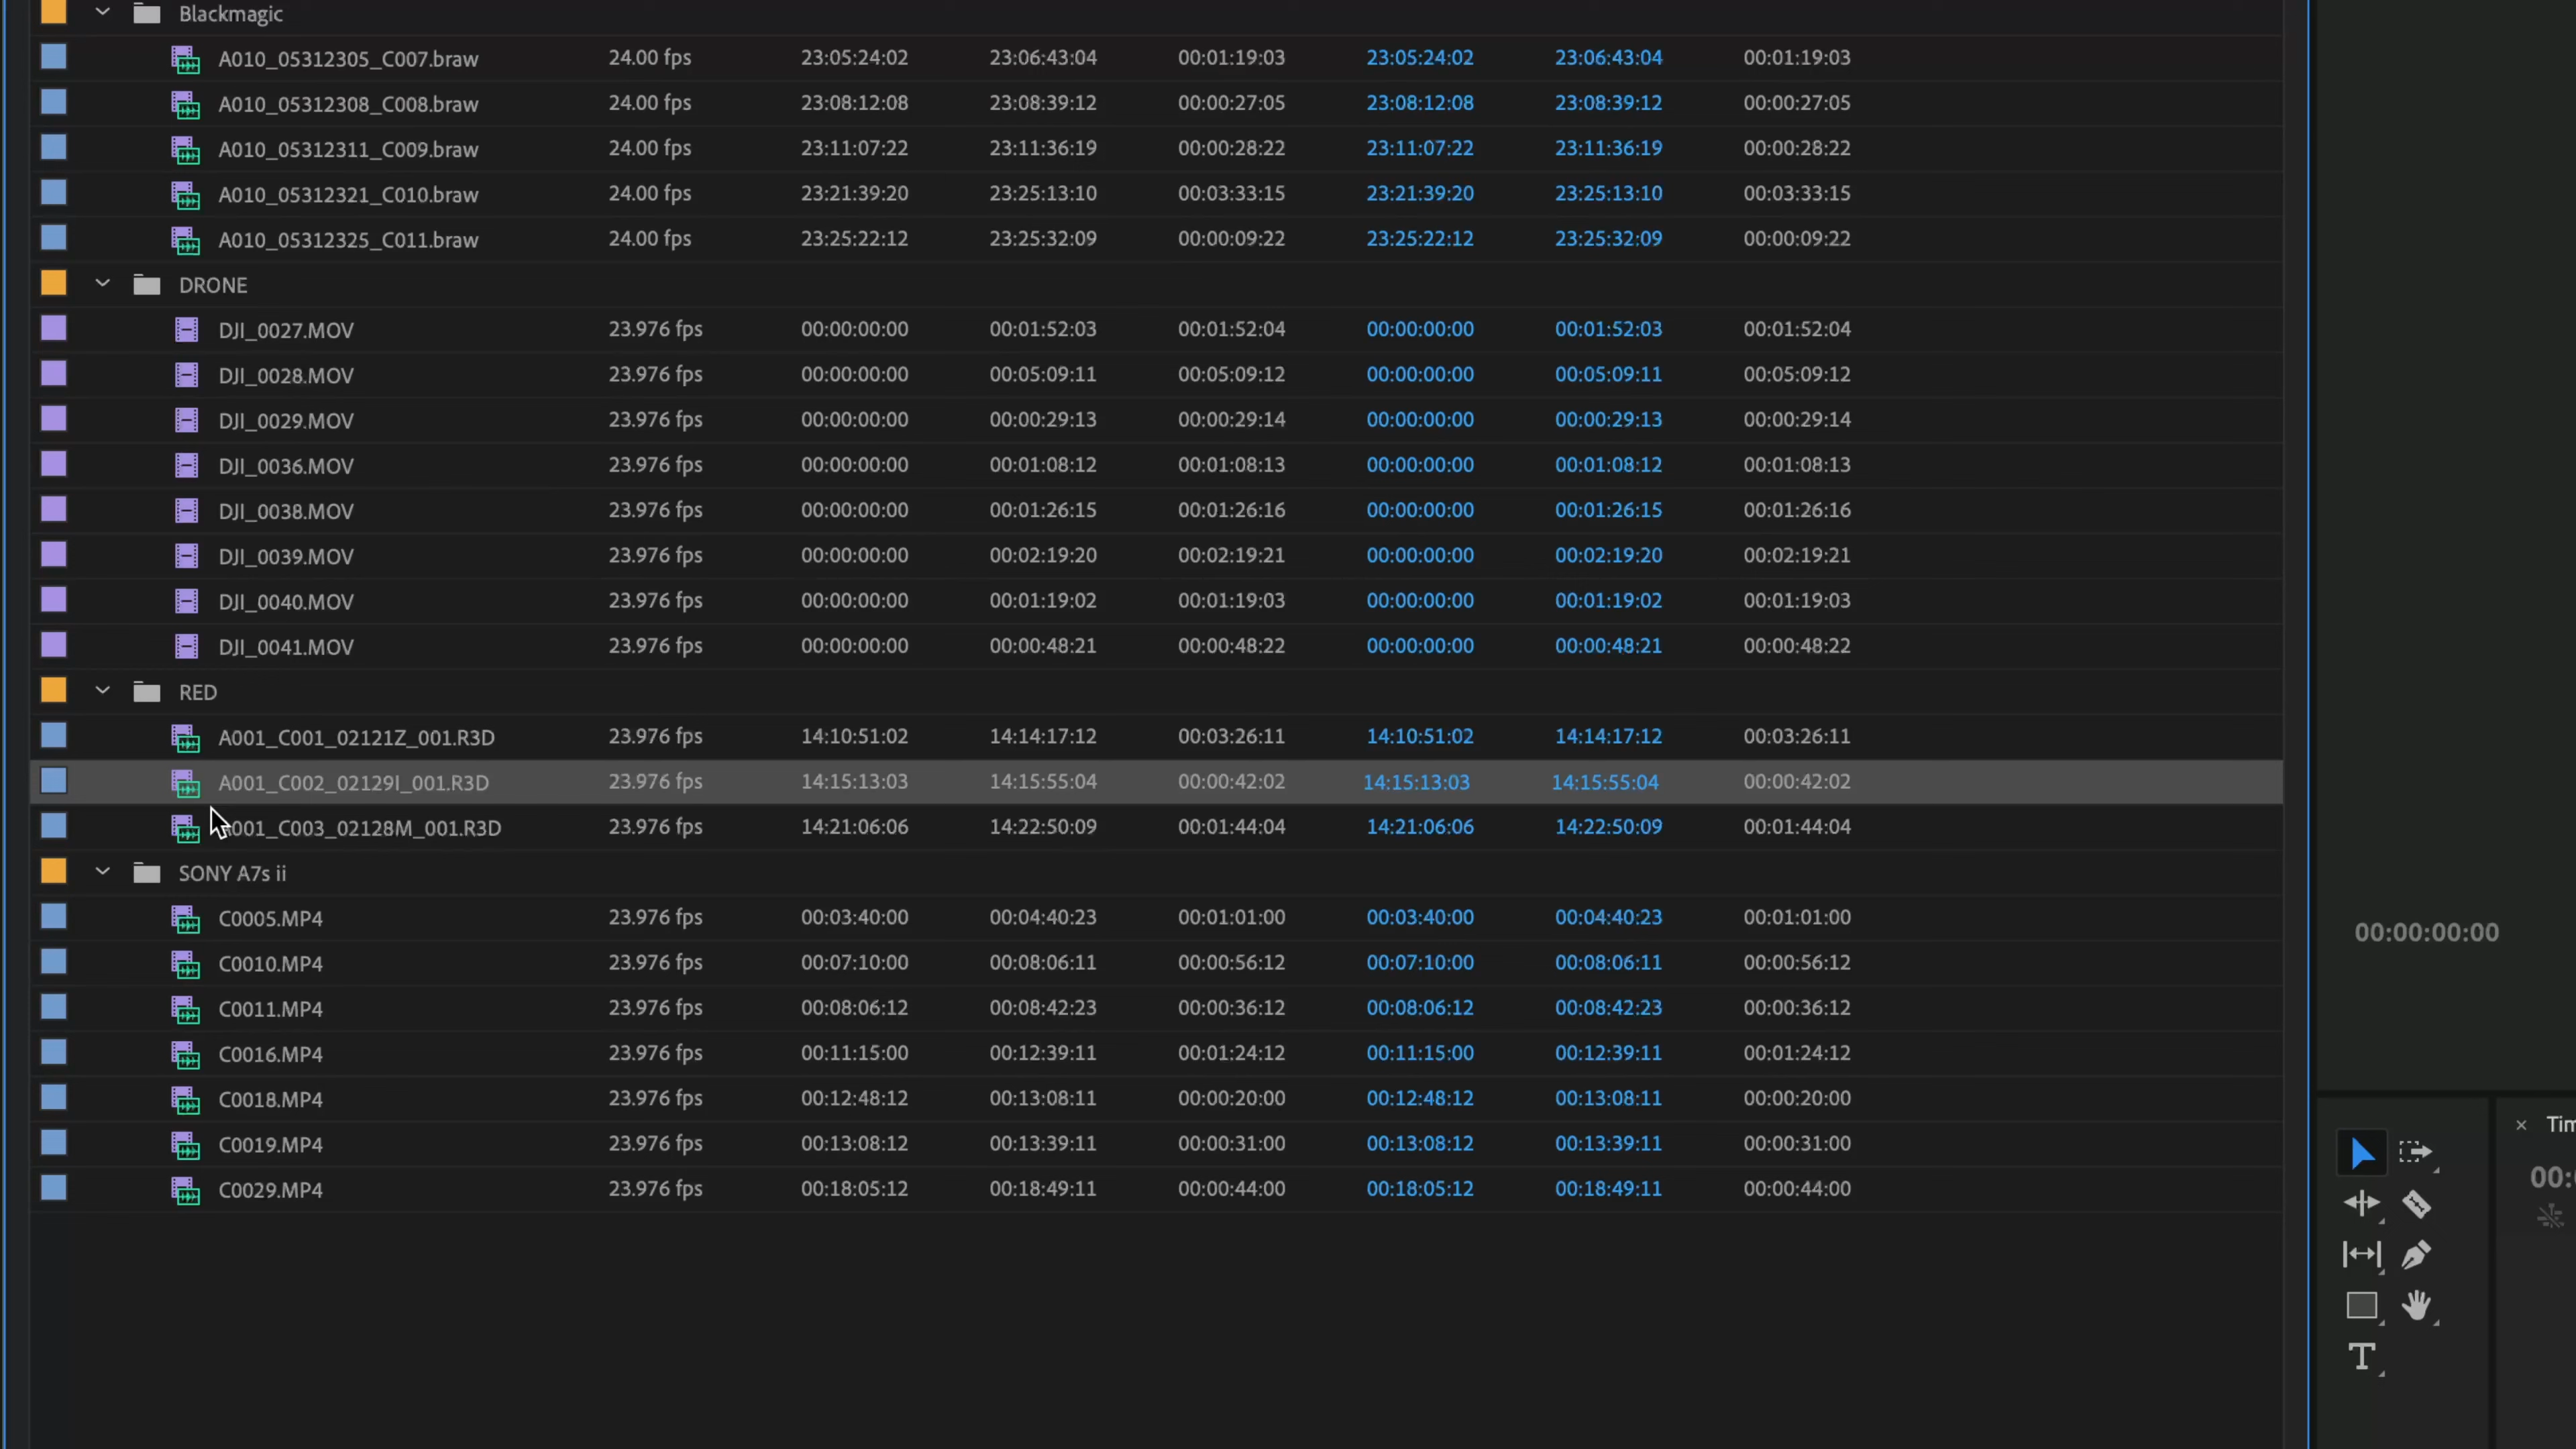 Blackmagic
A010_05312305_C007.braw 24.00 fps 23:05:24:02 23:06:43:04 00:01:19:03 23:05:24:02 23:06:43:04 00:01:19:03
A010_05312308_C008.braw 24.00 fps 23:08:12:08 23:08:39:12 00:00:27:05 23:08:12:08 23:08:39:12 00:00:27:05
A010_05312311_C009.braw 24.00 fps 23:11:07:22 23:11:36:19 00:00:28:22 23:11:07:22 23:11:36:19 00:00:28:22
A010_05312321_C010.braw 24.00 fps 23:21:39:20 23:25:13:10 00:03:33:15 23:21:39:20 23:25:13:10 00:03:33:15
A010_05312325_C011.braw 24.00 fps 23:25:22:12 23:25:32:09 00:00:09:22 23:25:22:12 23:25:32:09 00:00:09:22
DRONE
DJI_0027.MOV 23.976 fps 00:00:00:00 00:01:52:03 00:01:52:04 00:00:00:00 00:01:52:03 00:01:52:04
DJI_0028.MOV 23.976 fps 00:00:00:00 00:05:09:11 00:05:09:12 00:00:00:00 00:05:09:11 00:05:09:12
DJI_0029.MOV 23.976 fps 00:00:00:00 00:00:29:13 00:00:29:14 00:00:00:00 00:00:29:13 00:00:29:14
DJI_0036.MOV 23.976 fps 00:00:00:00 00:01:08:12 00:01:08:13 00:00:00:00 00:01:08:12 00:01:08:13
DJI_0038.MOV 23.976 fps 00:00:00:00 00:01:26:15 00:01:26:16 00:00:00:00 00:01:26:15 00:01:26:16
DJI_0039.MOV 23.976 fps 00:00:00:00 00:02:19:20 00:02:19:21 00:00:00:00 00:02:19:20 00:02:19:21
DJI_0040.MOV 23.976 fps 00:00:00:00 00:01:19:02 00:01:19:03 00:00:00:00 00:01:19:02 00:01:19:03
DJI_0041.MOV 23.976 fps 00:00:00:00 00:00:48:21 00:00:48:22 00:00:00:00 00:00:48:21 00:00:48:22
RED
A001_C001_02121Z_001.R3D 23.976 fps 14:10:51:02 14:14:17:12 00:03:26:11 14:10:51:02 14:14:17:12 00:03:26:11
A001_C002_02129I_001.R3D 23.976 fps 14:15:13:03 14:15:55:04 00:00:42:02 14:15:13:03 14:15:55:04 00:00:42:02
A001_C003_02128M_001.R3D 23.976 fps 14:21:06:06 14:22:50:09 00:01:44:04 14:21:06:06 14:22:50:09 00:01:44:04
SONY A7s ii
C0005.MP4 23.976 fps 00:03:40:00 00:04:40:23 00:01:01:00 00:03:40:00 00:04:40:23 00:01:01:00
C0010.MP4 23.976 fps 00:07:10:00 00:08:06:11 00:00:56:12 00:07:10:00 00:08:06:11 00:00:56:12
C0011.MP4 23.976 fps 00:08:06:12 00:08:42:23 00:00:36:12 00:08:06:12 00:08:42:23 00:00:36:12
C0016.MP4 23.976 fps 00:11:15:00 00:12:39:11 00:01:24:12 00:11:15:00 00:12:39:11 00:01:24:12
C0018.MP4 23.976 fps 00:12:48:12 00:13:08:11 00:00:20:00 00:12:48:12 00:13:08:11 00:00:20:00
C0019.MP4 23.976 fps 00:13:08:12 00:13:39:11 00:00:31:00 00:13:08:12 00:13:39:11 00:00:31:00
C0029.MP4 23.976 fps 00:18:05:12 00:18:49:11 00:00:44:00 00:18:05:12 00:18:49:11 00:00:44:00
00:00:00:00
Tim
00: